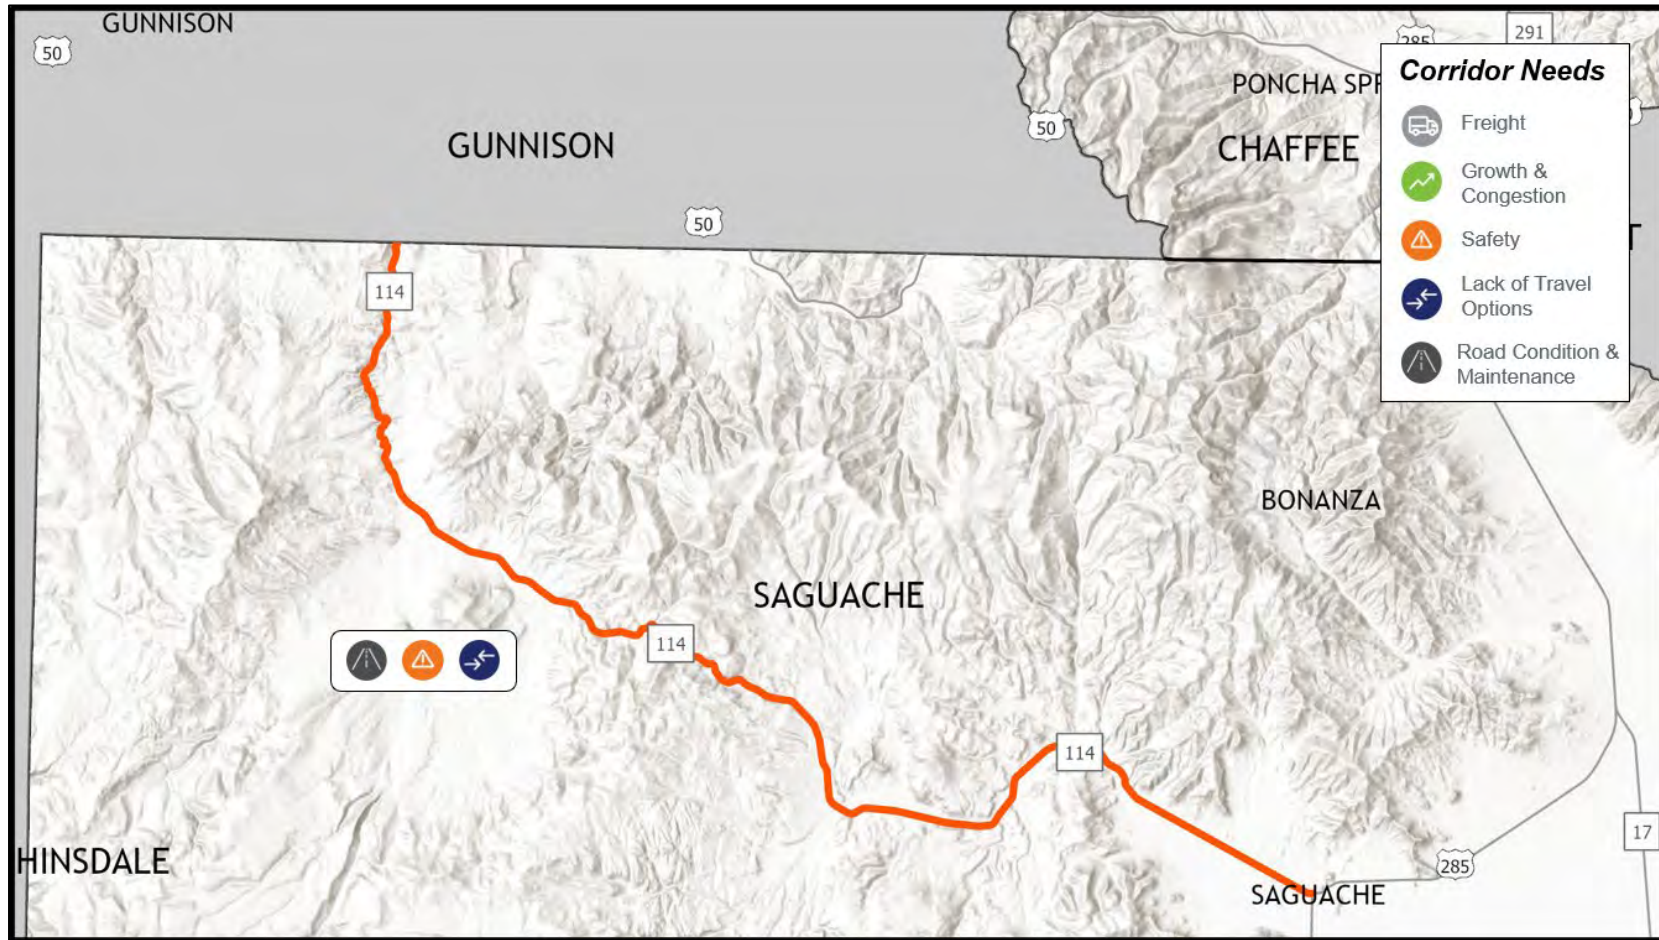 GUNNISON
50
285
291
Corridor Needs
PONCHA SPR
Freight
50
GUNNISON
CHAFFEE
Growth &
Congestion
50
Safety
T
114
Lack of Travel
Options
Road Condition &
Maintenance
BONANZA
SAGUACHE
114
114
17
HINSDALE
285
SAGUACHE